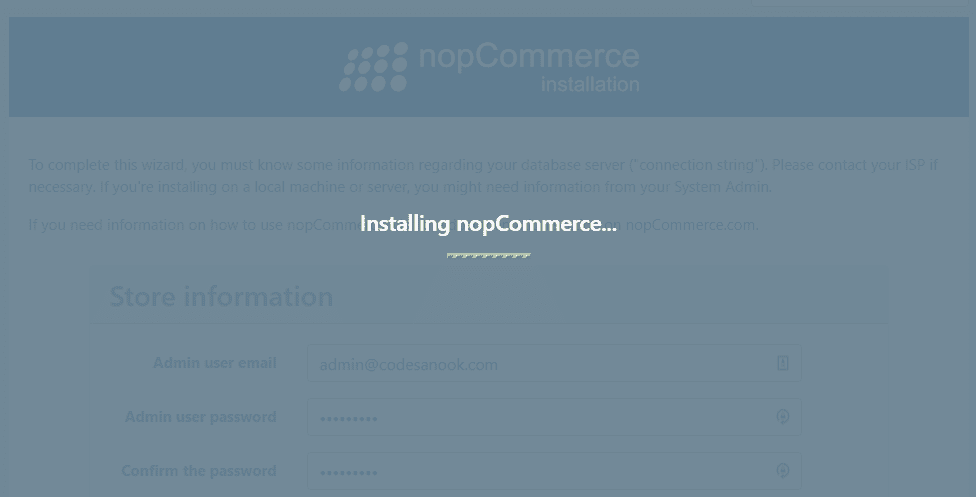 nopCommerce
installation
To complete this wizard, you must know some information regarding your database server ("connection string"). Please contact your ISP if
necessary. If you're installing on a local machine or server, you might need information from your System Admin.
If you need information on how to use nopComm nopCommerce.com.
Installing nopCommerce...
Store information
Admin user email
admin@codesanook.com
Admin user password
•••••••••
Confirm the password
•••••••••